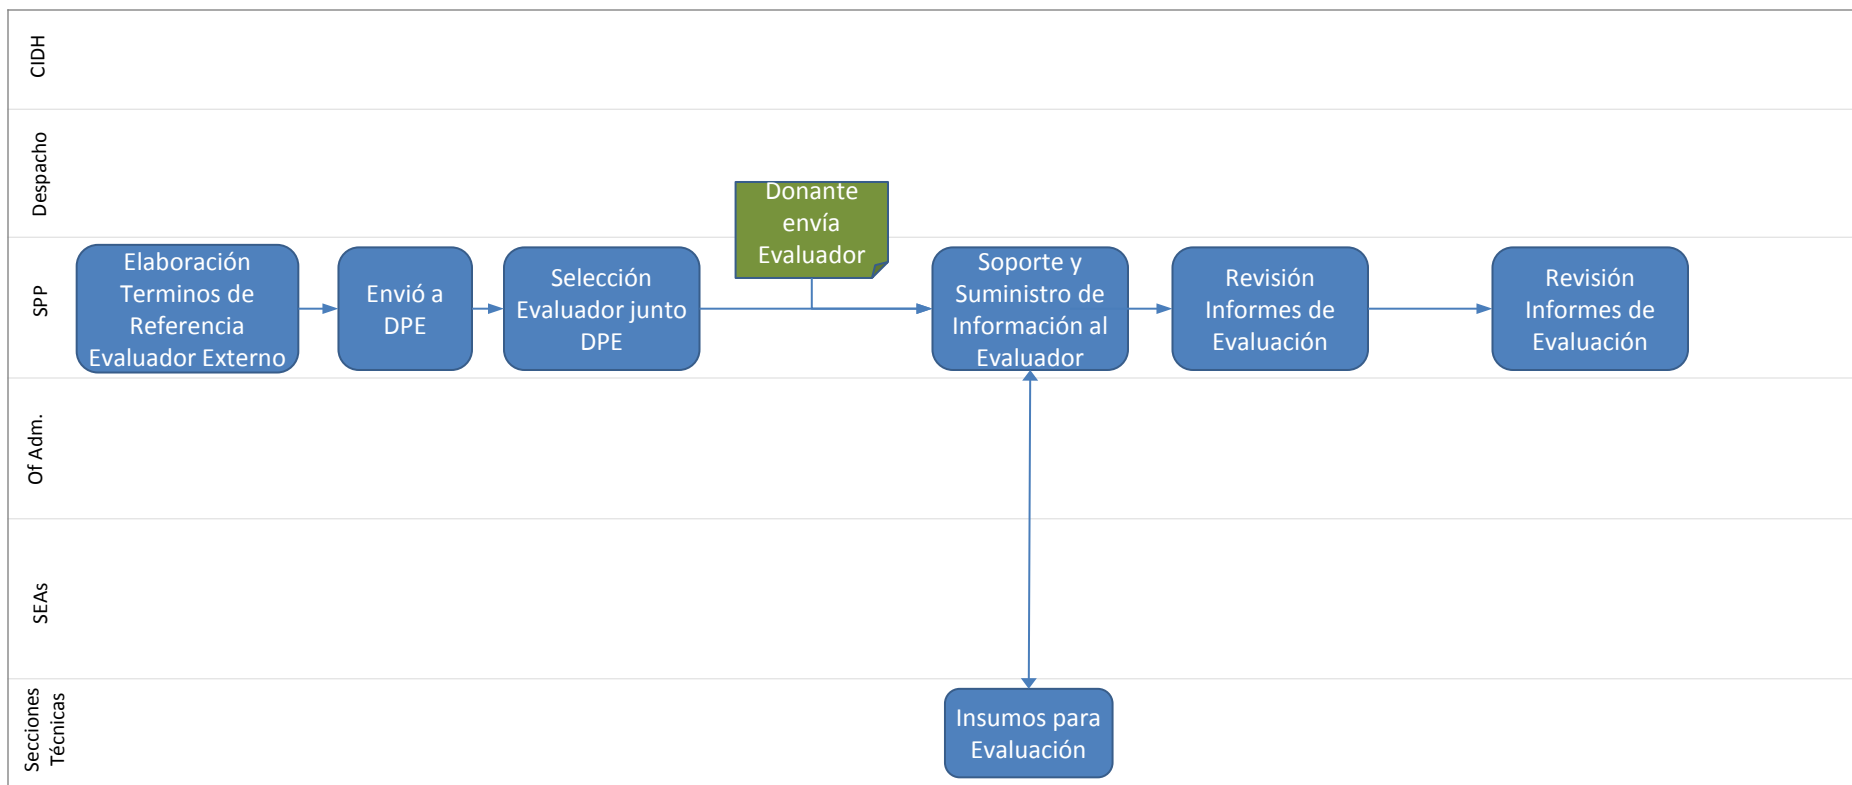 CIDH
Despacho
Donante
envía
Evaluador
SPP
Elaboración
Terminos de
Referencia
Evaluador Externo
Envió a
DPE
Selección
Evaluador junto
DPE
Soporte y
Suministro de
Información al
Evaluador
Revisión
Informes de
Evaluación
Revisión
Informes de
Evaluación
Of Adm.
SEAs
Secciones
Técnicas
Insumos para
Evaluación